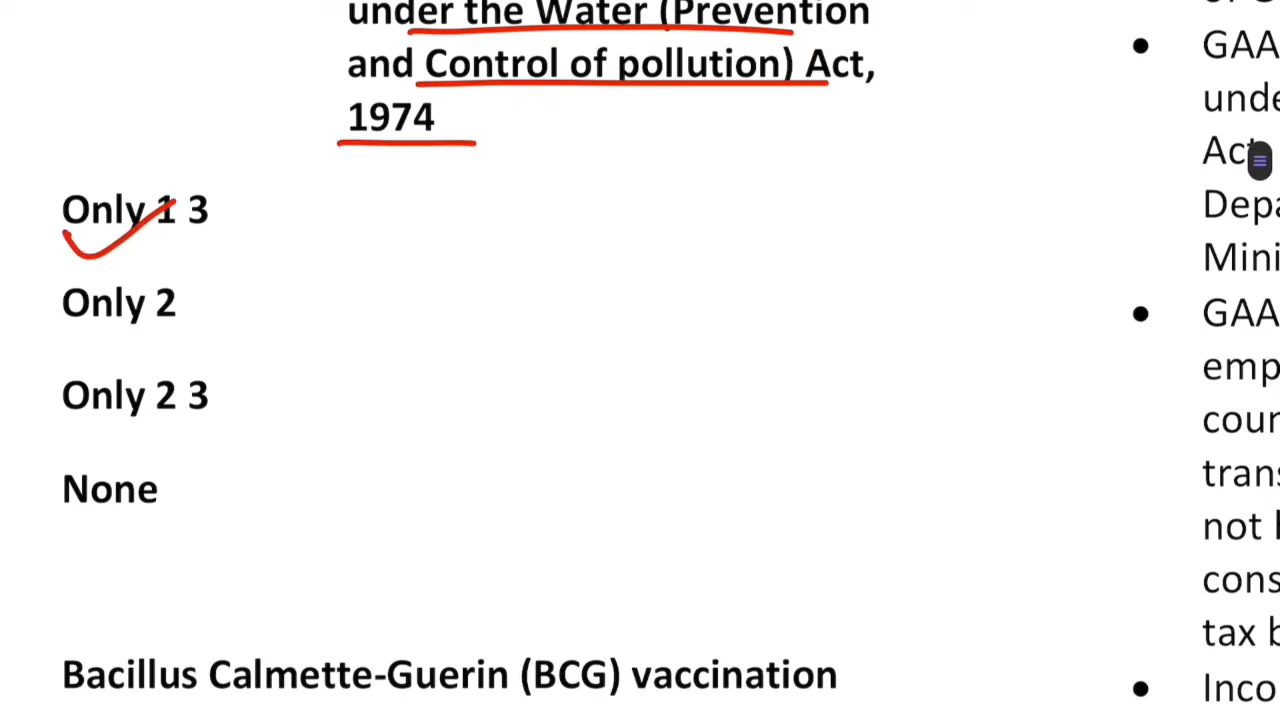 under the Water (Prevention
and Control of pollution) Act,
1974
Only 1 3
Only 2
Only 2 3
None
Bacillus Calmette-Guerin (BCG) vaccination
GAA
unde
Act
Depa
Mini
GAA
emp
coun
trans
not
cons
tax
Inco